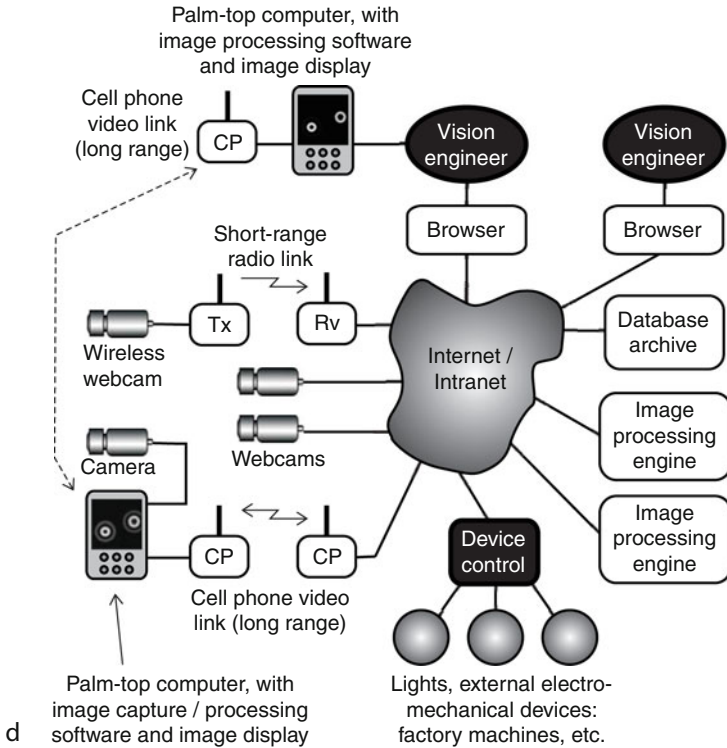 Palm-top computer, with
image processing software
and image display
Cell phone
video link
(long range)
CP
Vision
engineer
Vision
engineer
Browser
Browser
Short-range
radio link
Tx
Rv
Wireless
webcam
Internet /
Intranet
Database
archive
Camera
Webcams
Image
processing
engine
Image
processing
engine
CP
CP
Device
control
Cell phone video
link (long range)
Palm-top computer, with
image capture / processing
software and image display
Lights, external electro-
mechanical devices:
factory machines, etc.
d